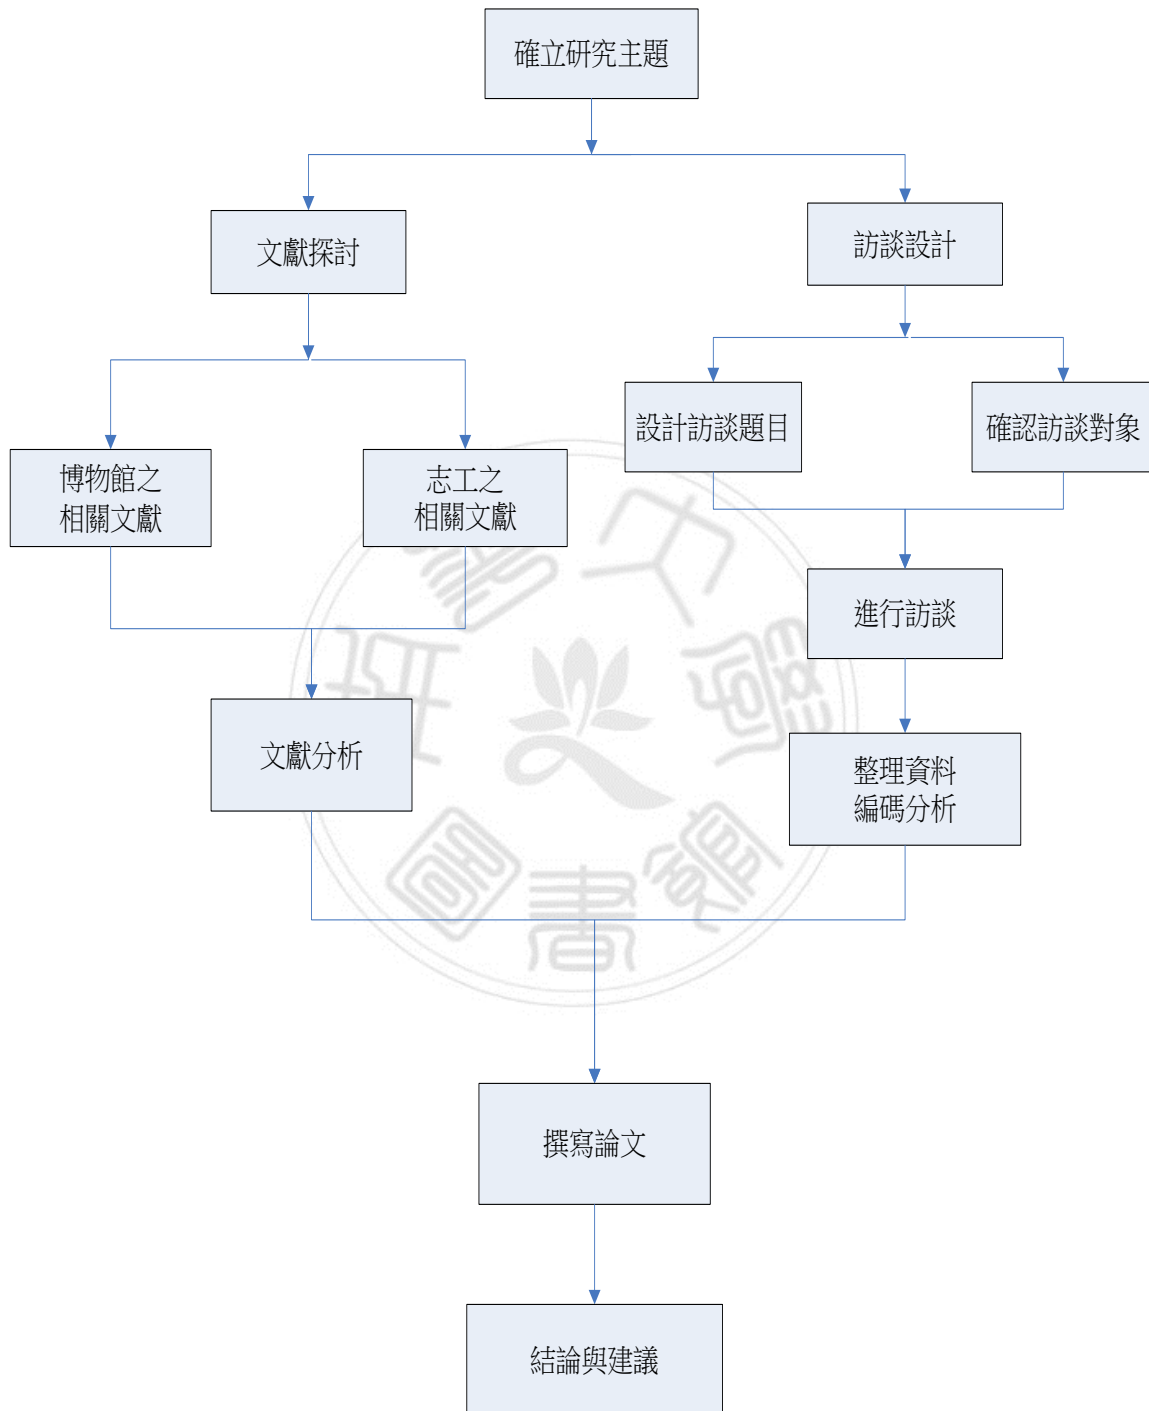 確立研究主題
文獻探討
訪談設計
設計訪談題目
確認訪談對象
博物館之
相關文獻
志工之
相關文獻
進行訪談
文獻分析
整理資料
編碼分析
撰寫論文
結論與建議